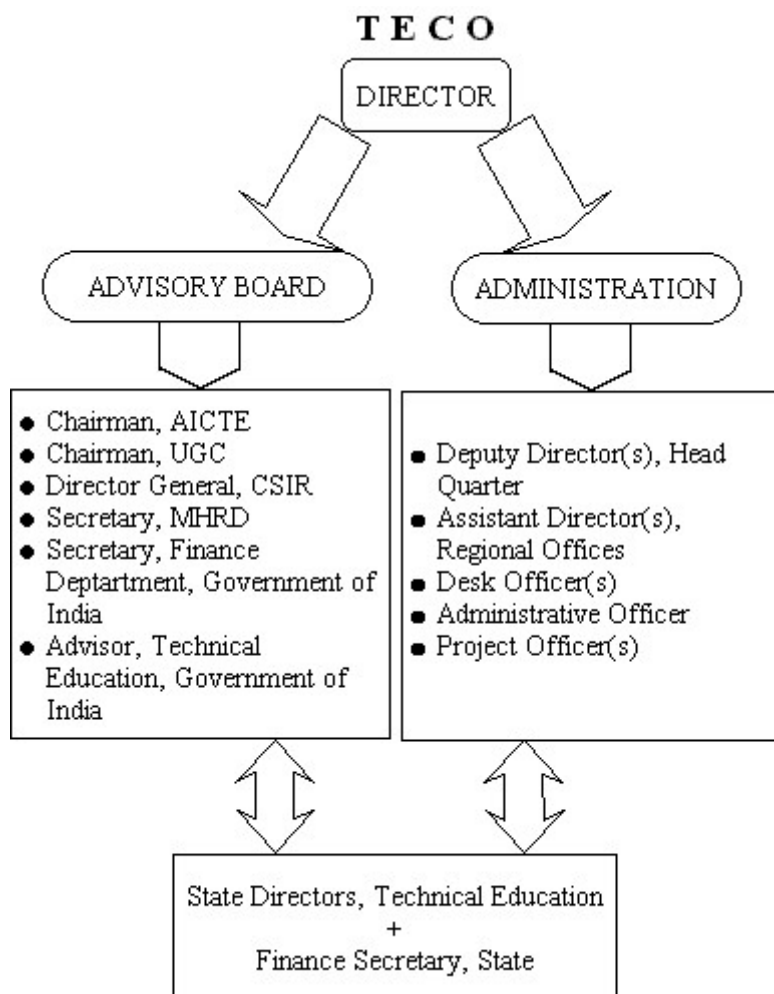 T E C O
DIRECTOR
ADVISORY BOARD
ADMINISTRATION
● Chairman, AICTE
● Chairman, UGC
● Director General, CSIR
● Secretary, MHRD
● Secretary, Finance
Deptartment, Government of
India
● Advisor, Technical
Education, Government of
India
● Deputy Director(s), Head
Quarter
● Assistant Director(s),
Regional Offices
● Desk Officer(s)
● Administrative Officer
● Project Officer(s)
State Directors, Technical Education
+
Finance Secretary, State